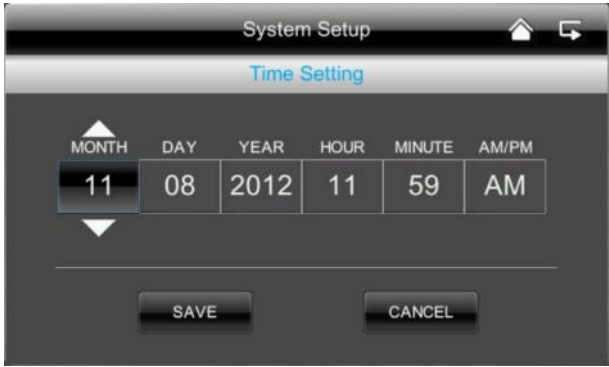 System Setup
Time Setting
MONTH DAY YEAR HOUR MINUTE AM/PM
11 08 2012 11 59 AM
SAVE CANCEL